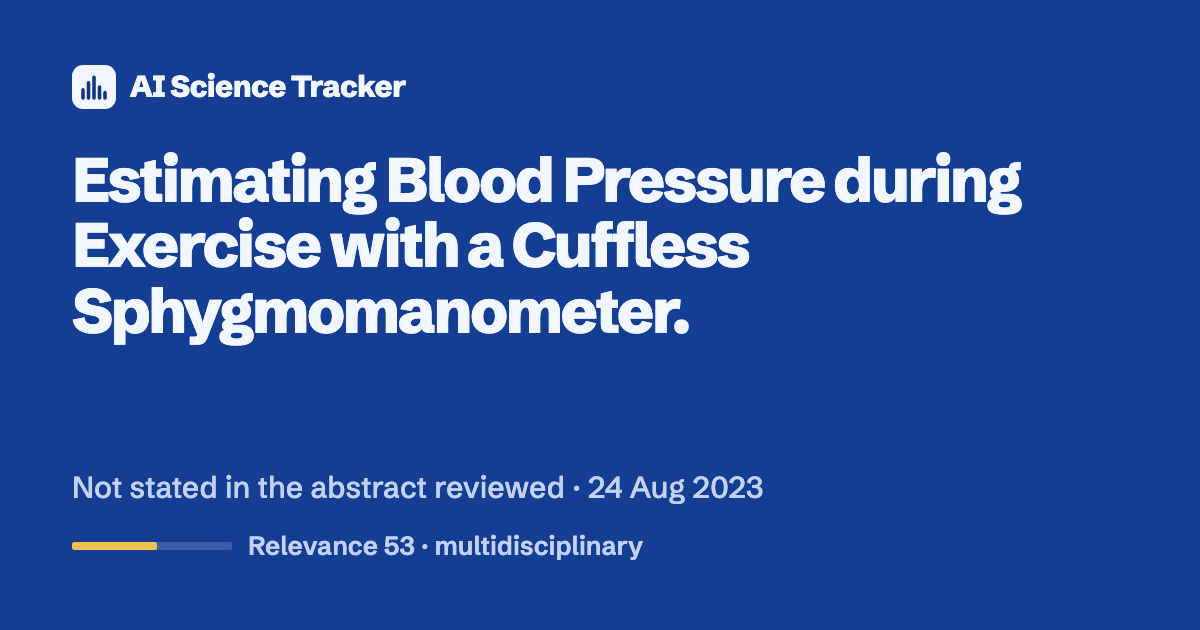 AI Science Tracker
Estimating Blood Pressure during
Exercise with a Cuffless
Sphygmomanometer.
Not stated in the abstract reviewed · 24 Aug 2023
Relevance 53 · multidisciplinary